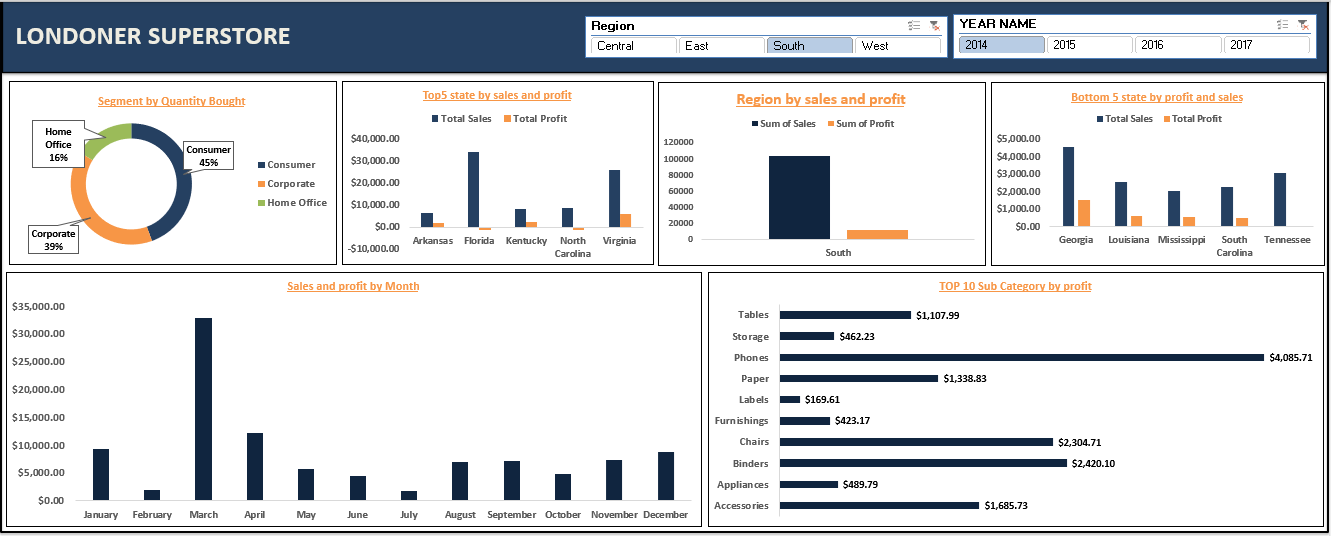 LONDONER SUPERSTORE
Region
Central East South West
YEAR NAME
2014 2015 2016 2017
Segment by Quantity Bought
Home
Office
16%
Consumer
45%
Corporate
39%
Consumer
Corporate
Home Office
Top5 state by sales and profit
Total Sales Total Profit
$40,000.00
$30,000.00
$20,000.00
$10,000.00
$0.00
-$10,000.00
Arkansas Florida Kentucky North Virginia
Carolina
Region by sales and profit
Sum of Sales Sum of Profit
120000
100000
80000
60000
40000
20000
0
South
Bottom 5 state by profit and sales
Total Sales Total Profit
$5,000.00
$4,000.00
$3,000.00
$2,000.00
$1,000.00
$0.00
Georgia Louisiana Mississippi South Tennessee
Carolina
Sales and profit by Month
$35,000.00
$30,000.00
$25,000.00
$20,000.00
$15,000.00
$10,000.00
$5,000.00
$0.00
January February March April May June July August September October November December
TOP 10 Sub Category by profit
Tables $1,107.99
Storage $462.23
Phones $4,085.71
Paper $1,338.83
Labels $169.61
Furnishings $423.17
Chairs $2,304.71
Binders $2,420.10
Appliances $489.79
Accessories $1,685.73